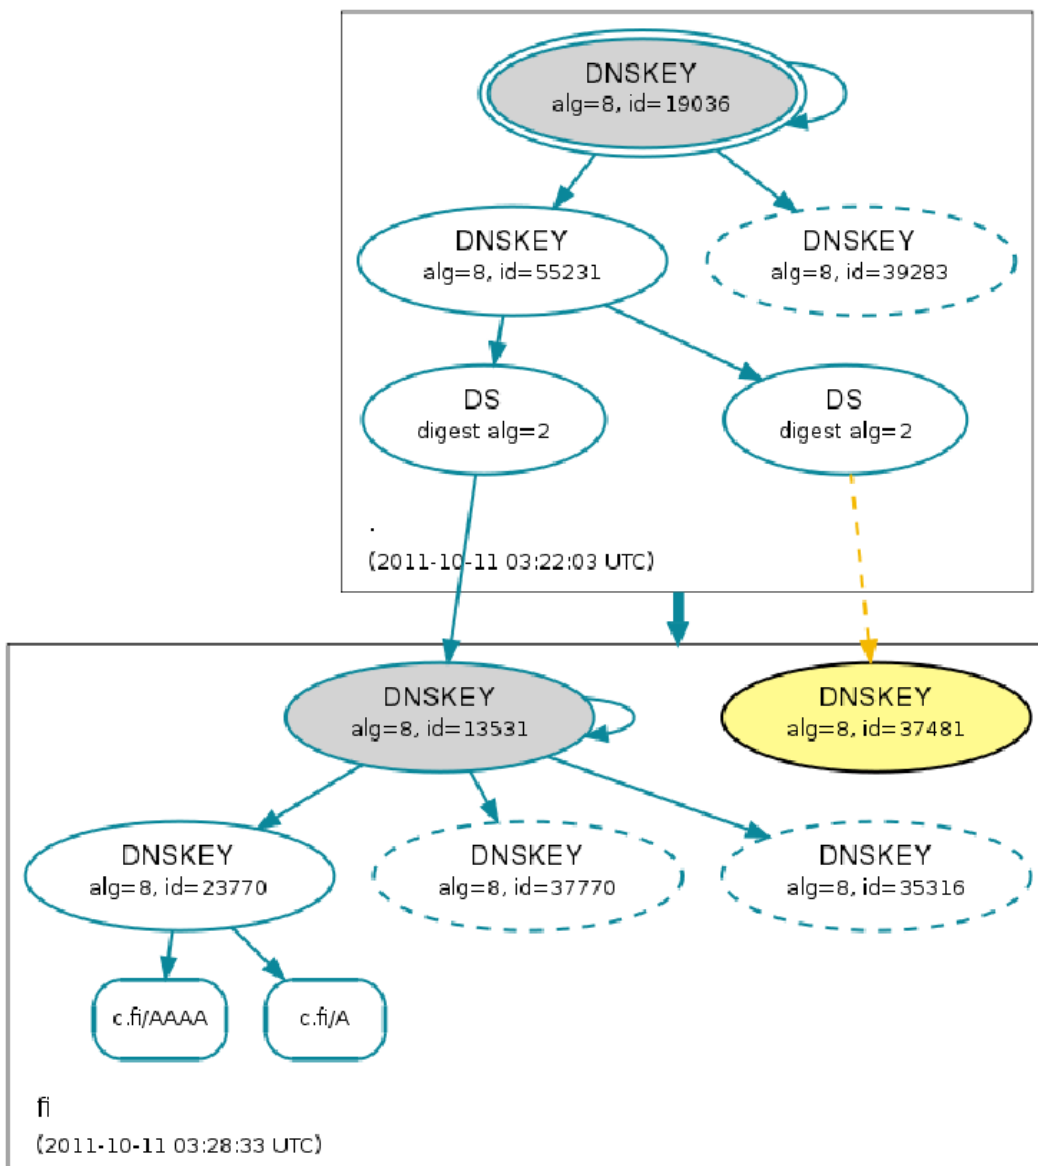 DNSKEY
alg=8, id=19036
DNSKEY
alg=8, id=55231
DNSKEY
alg=8, id=39283
DS
digest alg=2
DS
digest alg=2
.
(2011-10-11 03:22:03 UTC)
DNSKEY
alg=8, id=13531
DNSKEY
alg=8, id=37481
DNSKEY
alg=8, id=23770
DNSKEY
alg=8, id=37770
DNSKEY
alg=8, id=35316
c.fi/AAAA
c.fi/A
fi
(2011-10-11 03:28:33 UTC)